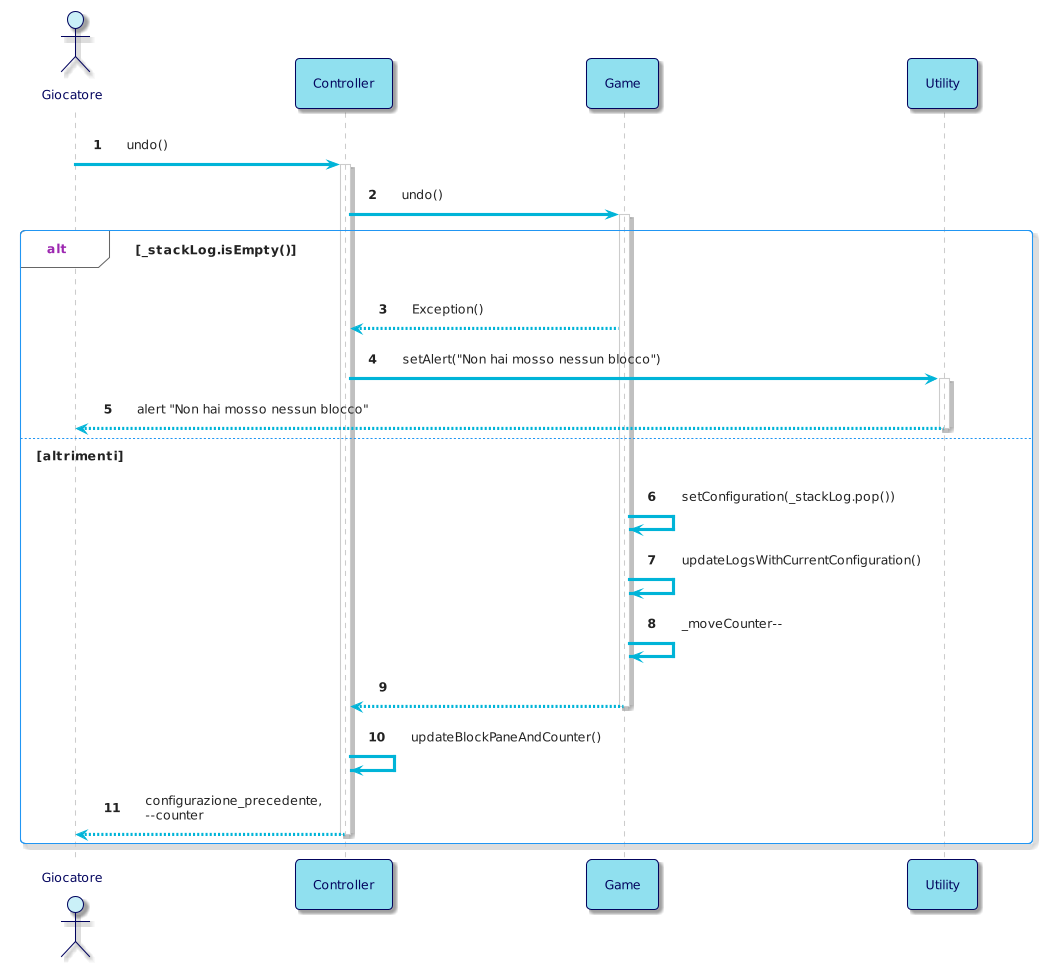 Giocatore
Controller
Game
Utility
1 undo()
2 undo()
alt [_stackLog.isEmpty()]
3 Exception()
4 setAlert("Non hai mosso nessun blocco")
5 alert "Non hai mosso nessun blocco"
[altrimenti]
6 setConfiguration(_stackLog.pop())
7 updateLogsWithCurrentConfiguration()
8 _moveCounter--
9
10 updateBlockPaneAndCounter()
11 configurazione_precedente,
--counter
Giocatore
Controller
Game
Utility